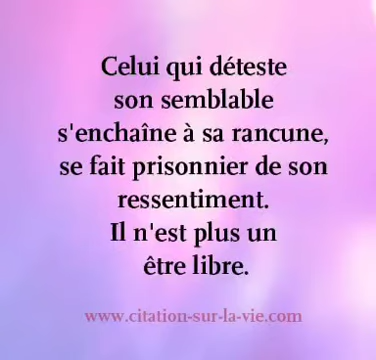 Celui qui déteste
son semblable
s'enchaîne à sa rancune,
se fait prisonnier de son
ressentiment.
Il n'est plus un
être libre.
www.citation-sur-la-vie.com